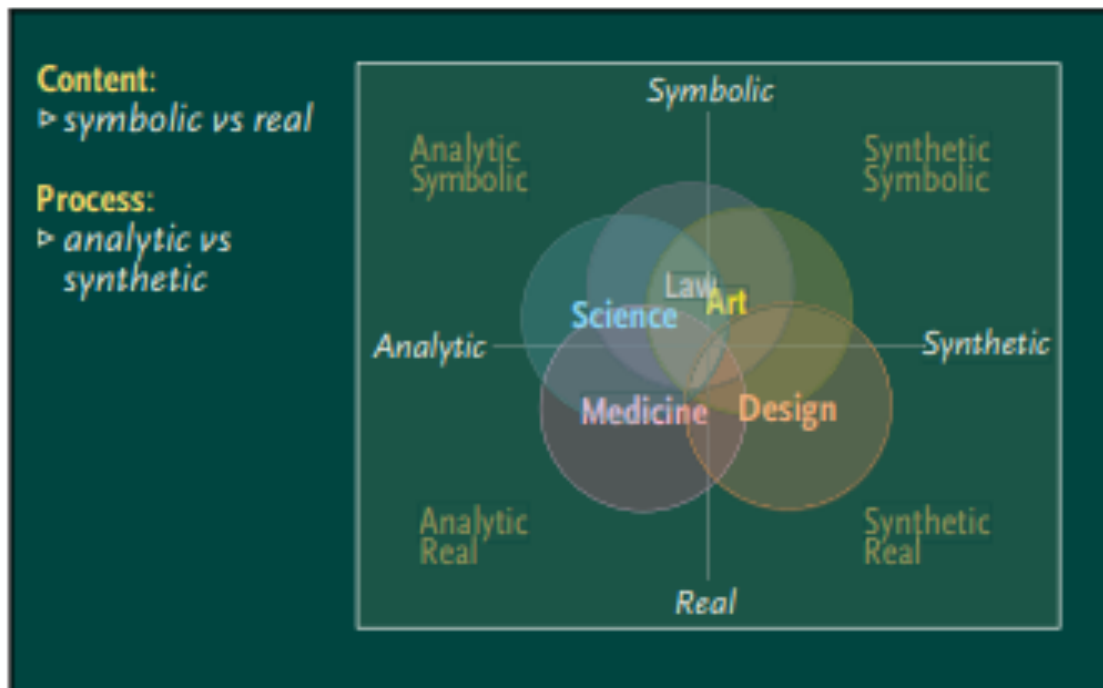 Content:
▹ symbolic vs real
Process:
▹ analytic vs
synthetic
Symbolic
Analytic
Symbolic
Synthetic
Symbolic
Law
Art
Science
Analytic
Synthetic
Medicine
Design
Analytic
Real
Synthetic
Real
Real